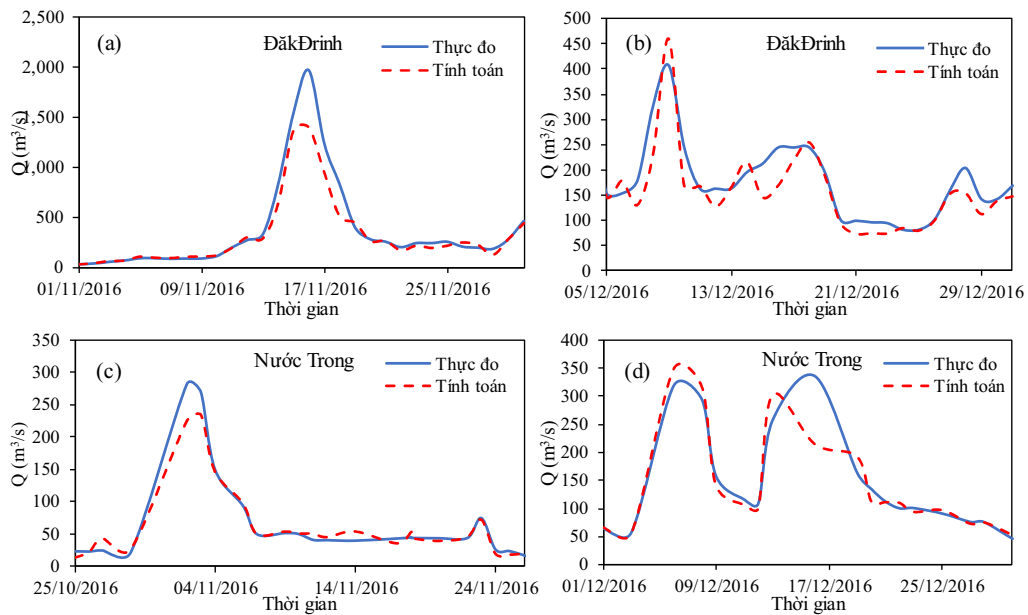 2,500
(a)
ĐăkĐrinh
Thực đo
Tính toán
2,000
1,500
1,000
500
0
Q (m³/s)
01/11/2016 09/11/2016 17/11/2016 25/11/2016
Thời gian
500
(b)
ĐăkĐrinh
Thực đo
Tính toán
450
400
350
300
250
200
150
100
50
0
Q (m³/s)
05/12/2016 13/12/2016 21/12/2016 29/12/2016
Thời gian
350
(c)
Nước Trong
Thực đo
Tính toán
300
250
200
150
100
50
0
Q (m³/s)
25/10/2016 04/11/2016 14/11/2016 24/11/2016
Thời gian
400
(d)
Nước Trong
Thực đo
Tính toán
350
300
250
200
150
100
50
0
Q (m³/s)
01/12/2016 09/12/2016 17/12/2016 25/12/2016
Thời gian